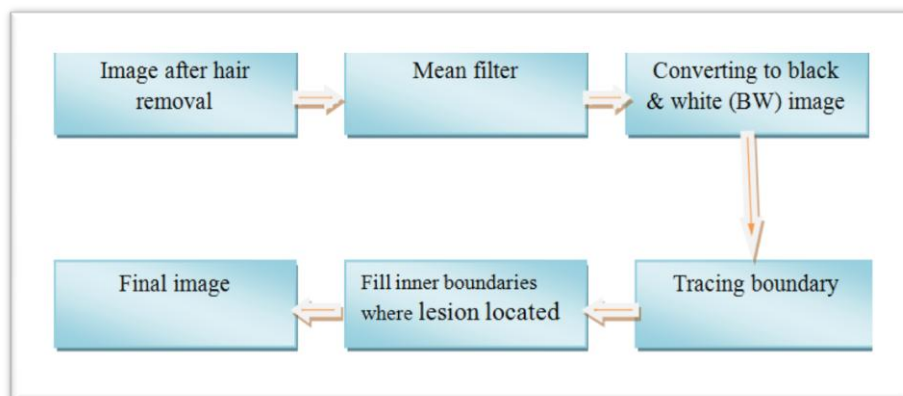 Image after hair
removal
Mean filter
Converting to black
& white (BW) image
Tracing boundary
Fill inner boundaries
where lesion located
Final image